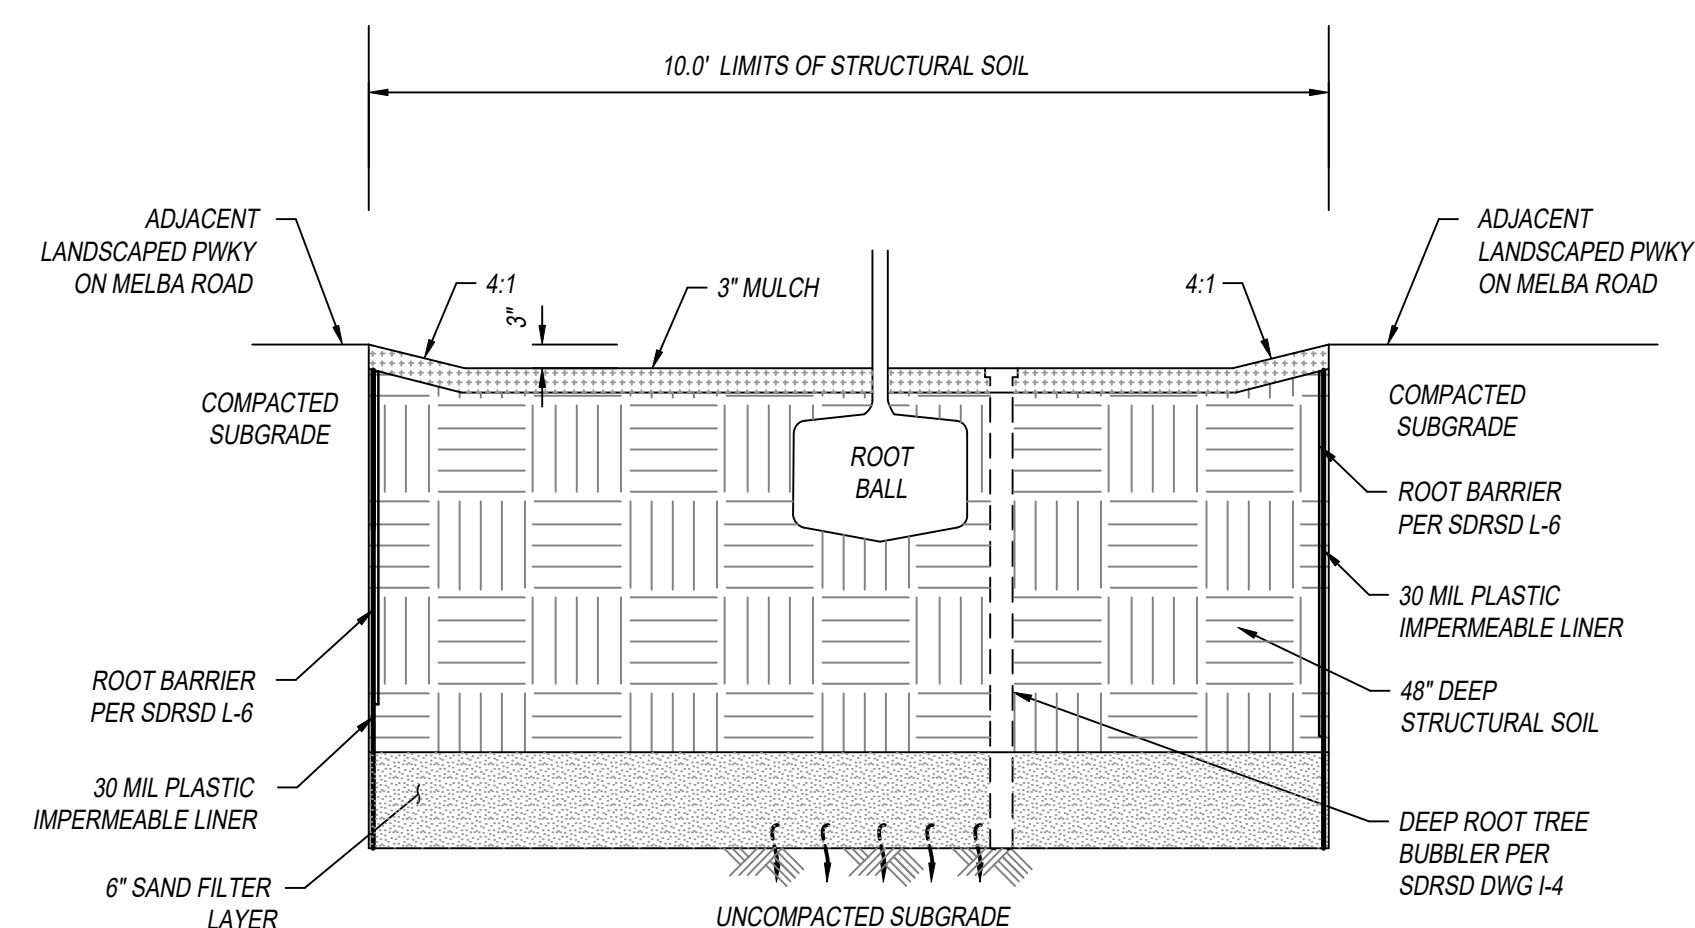 10.0' LIMITS OF STRUCTURAL SOIL
ADJACENT
LANDSCAPED PWKY
ON MELBA ROAD
4:1
3"
3" MULCH
4:1
ADJACENT
LANDSCAPED PWKY
ON MELBA ROAD
COMPACTED
SUBGRADE
ROOT
BALL
COMPACTED
SUBGRADE
ROOT BARRIER
PER SDRSD L-6
30 MIL PLASTIC
IMPERMEABLE LINER
ROOT BARRIER
PER SDRSD L-6
48" DEEP
STRUCTURAL SOIL
30 MIL PLASTIC
IMPERMEABLE LINER
DEEP ROOT TREE
BUBBLER PER
SDRSD DWG I-4
6" SAND FILTER
LAYER
UNCOMPACTED SUBGRADE